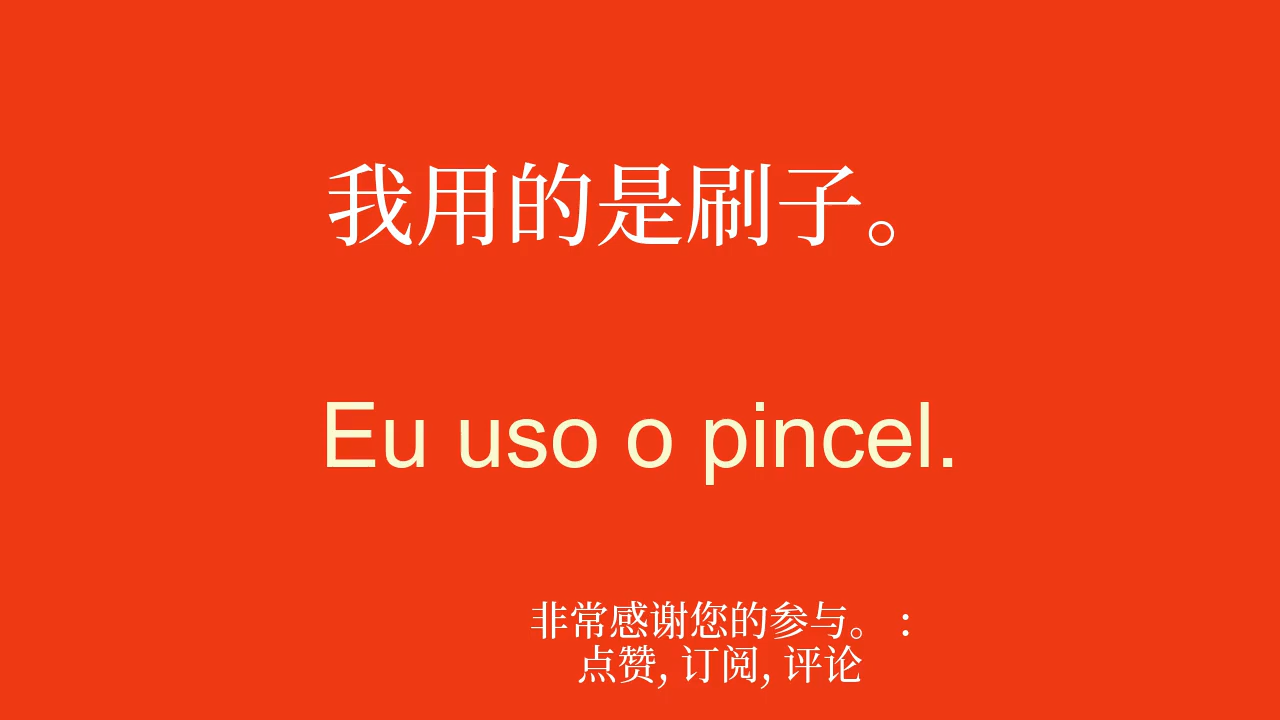 我用的是刷子。
Eu uso o pincel.
非常感谢您的参与。 :
点赞, 订阅, 评论